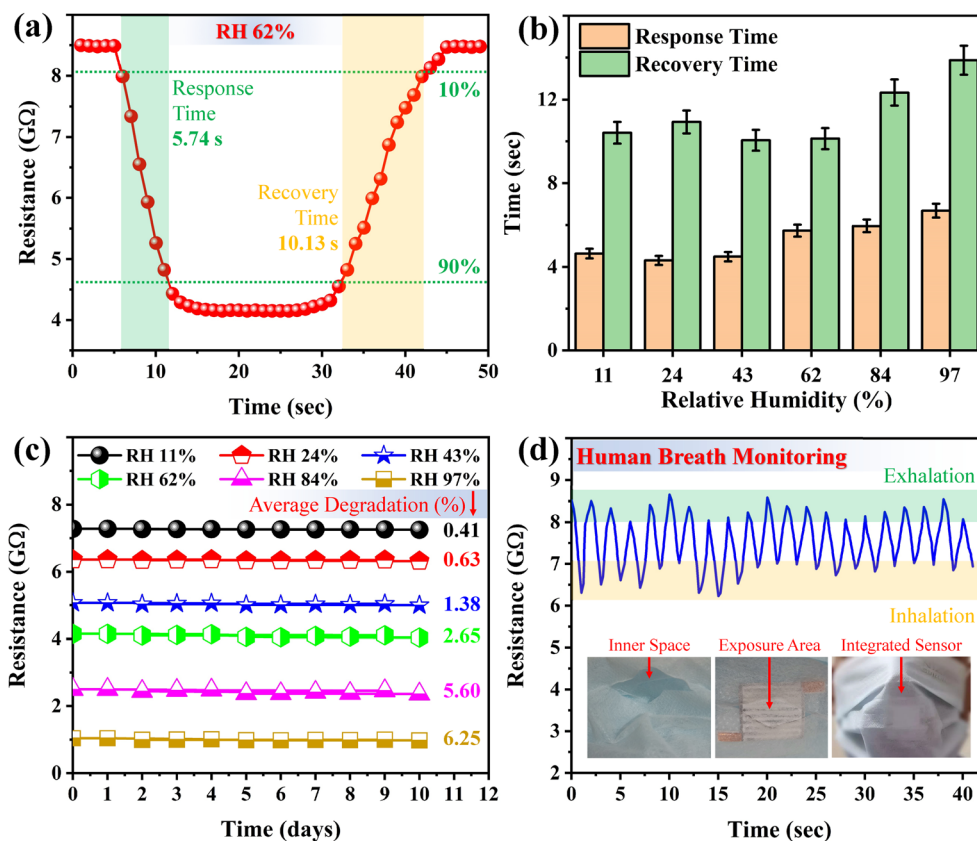 (a)
RH 62%
10%
Response
Time
5.74 s
Recovery
Time
10.13 s
90%
Resistance (GΩ)
8
7
6
5
4
0
10
20
30
40
50
Time (sec)
(b)
Response Time
Recovery Time
Time (sec)
16
12
8
4
0
11
24
43
62
84
97
Relative Humidity (%)
(c)
RH 11%
RH 24%
RH 43%
RH 62%
RH 84%
RH 97%
Average Degradation (%)
0.41
0.63
1.38
2.65
5.60
6.25
Resistance (GΩ)
10
8
6
4
2
0
0 1 2 3 4 5 6 7 8 9 10 11 12
Time (days)
(d)
Human Breath Monitoring
Exhalation
Inhalation
Inner Space
Exposure Area
Integrated Sensor
Resistance (GΩ)
10
9
8
7
6
5
4
3
2
0 5 10 15 20 25 30 35 40
Time (sec)